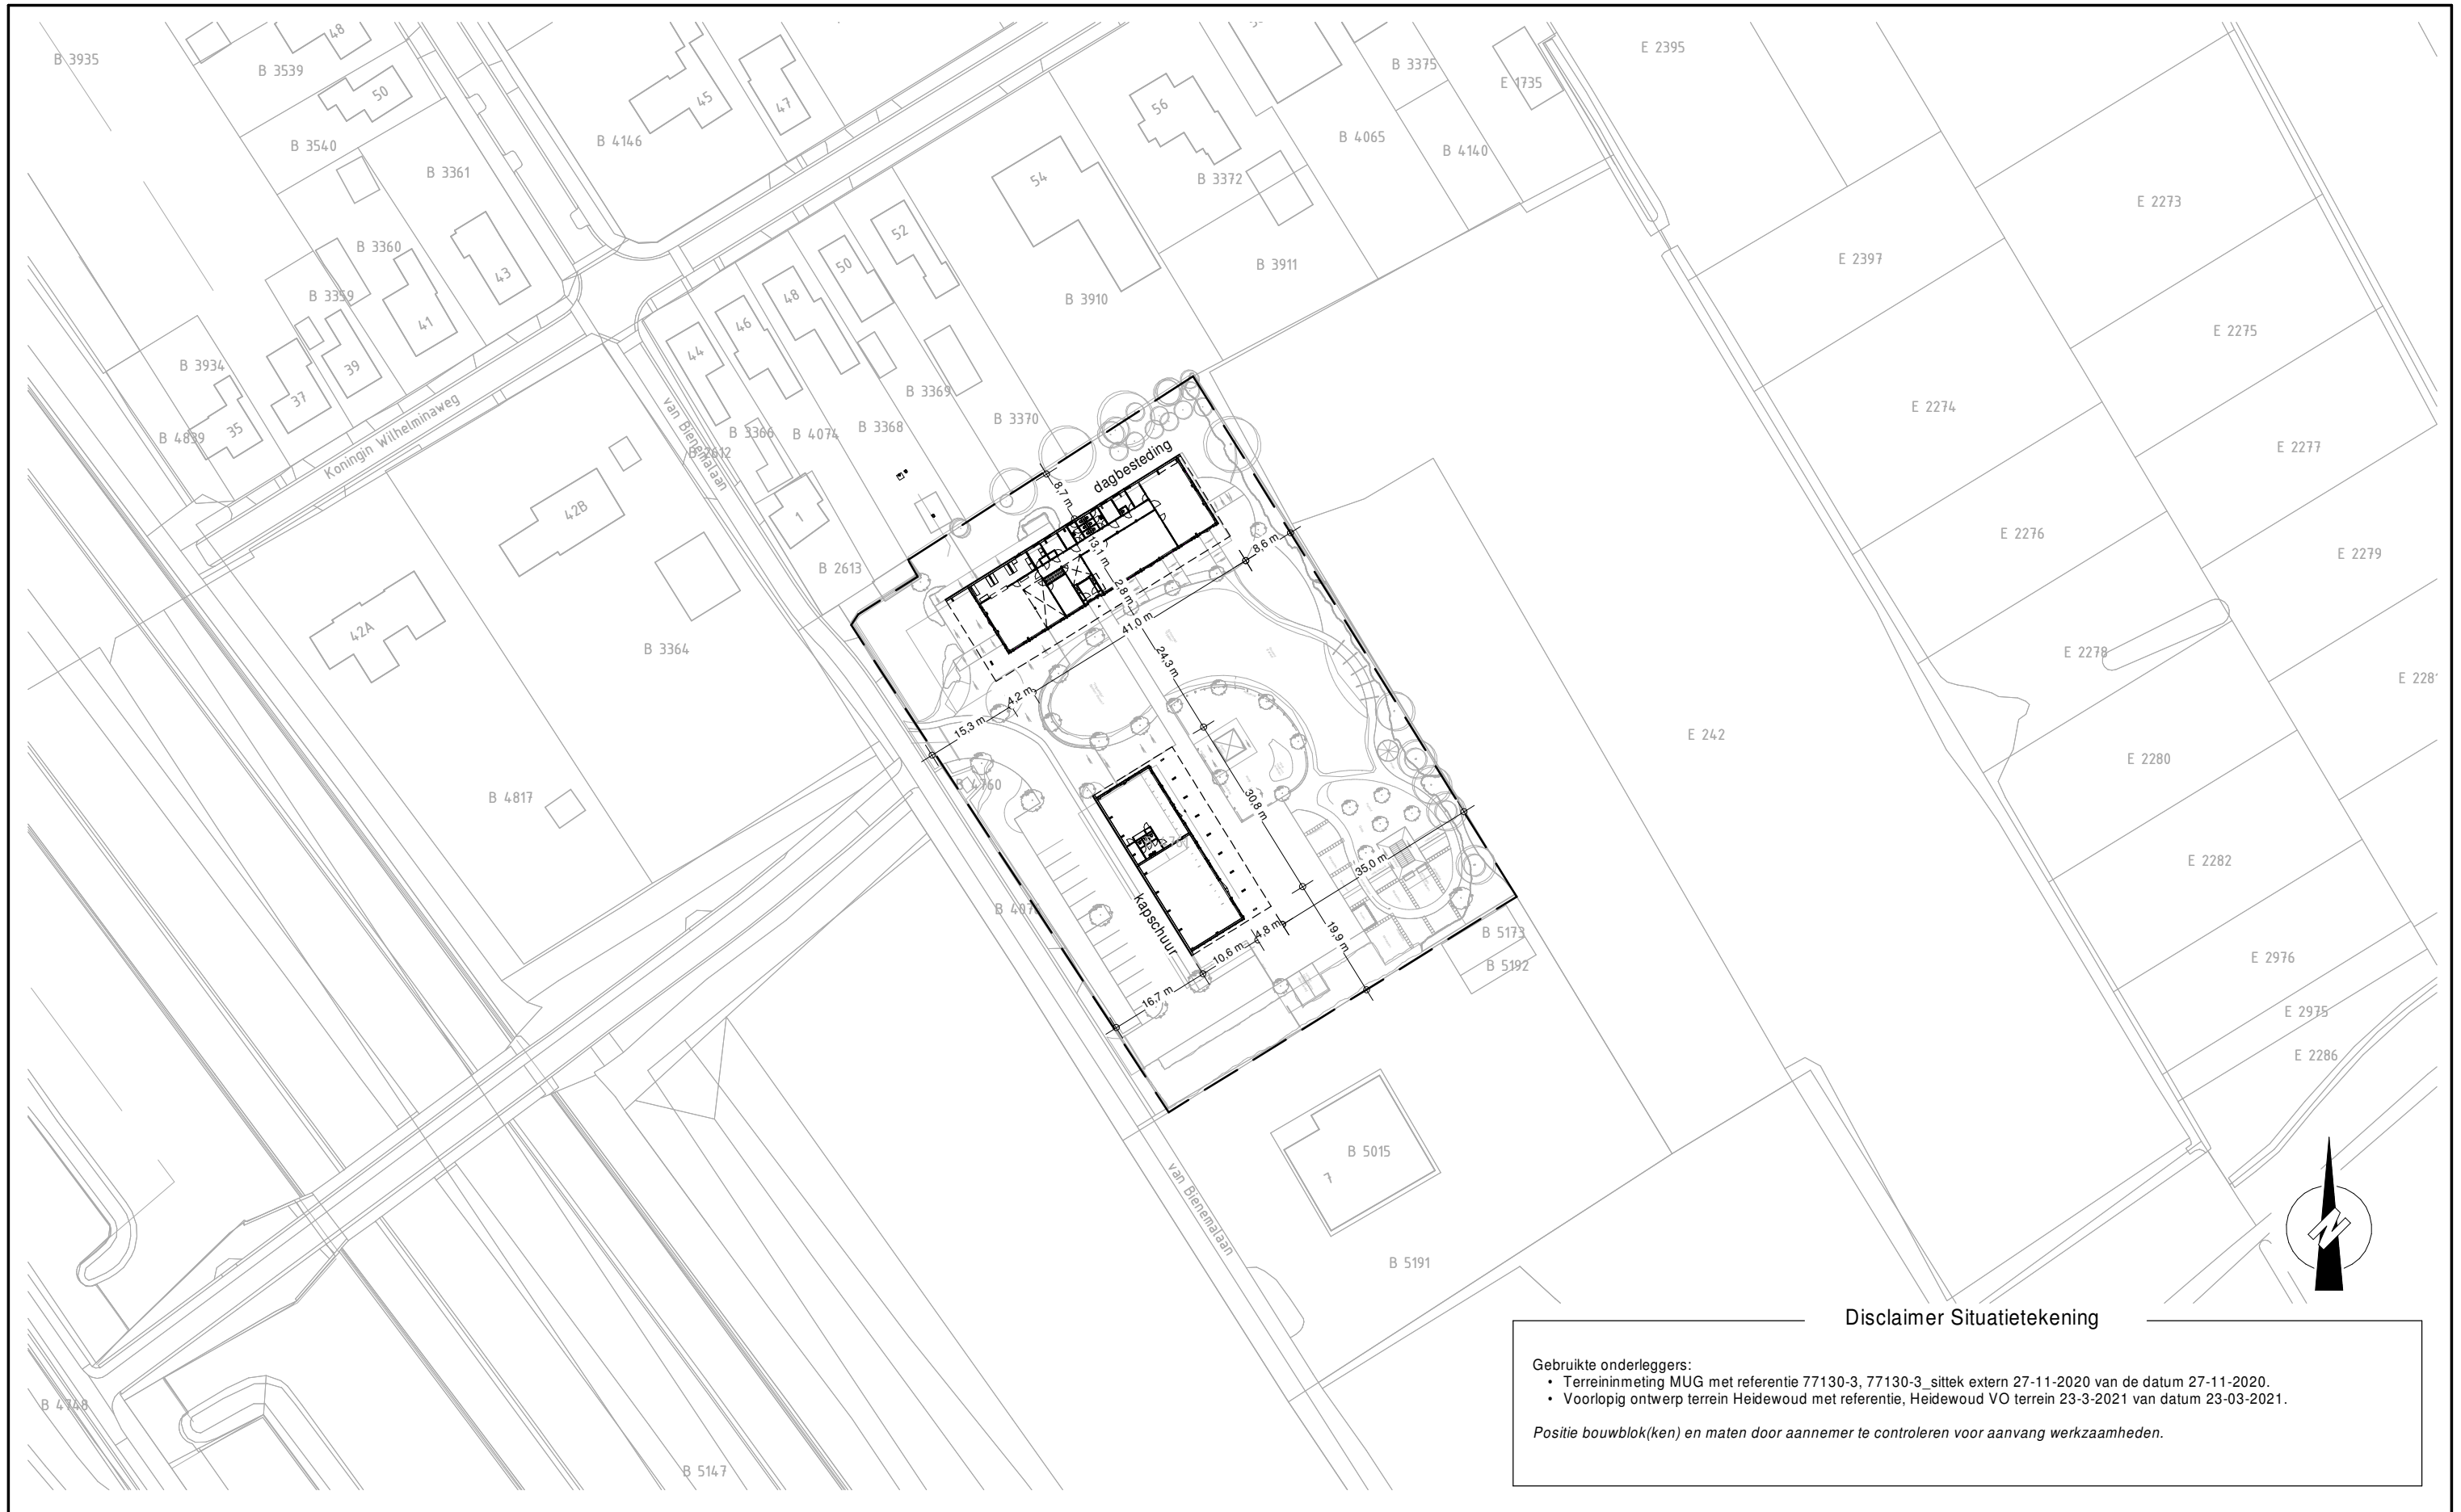 B 3935
48
B 3539
50
B 3540
B 3361
45
47
B 4146
56
B 3375
E 1735
E 2395
B 4065
B 4140
54
B 3372
E 2273
B 3360
43
52
50
B 3911
E 2397
B 3359
41
48
46
B 3910
E 2275
39
44
B 3934
37
B 3369
E 2274
Koningin Wilhelminaweg
van Bienemalaan
B 3370
B 4839
35
B 3366
B 4074
B 3368
B 2612
E 2277
dagbesteding
8,7 m
42B
1
E 2276
13,1 m
8,6 m
E 2279
B 2613
2,8 m
42A
41,0 m
B 3364
24,3 m
E 2278
4,2 m
15,3 m
E 242
E 2280
B 4760
B 4817
30,8 m
35,0 m
E 2282
kapschuur
4,8 m
19,9 m
B 5173
10,6 m
B 5192
E 2976
16,7 m
E 2975
E 2286
B 5015
7
van Bienemalaan
B 5191
N
Disclaimer Situatietekening
Gebruikte onderleggers:
• Terreininmeting MUG met referentie 77130-3, 77130-3_sittek extern 27-11-2020 van de datum 27-11-2020.
• Voorlopig ontwerp terrein Heidewoud met referentie, Heidewoud VO terrein 23-3-2021 van datum 23-03-2021.
Positie bouwblok(ken) en maten door aannemer te controleren voor aanvang werkzaamheden.
B 4748
B 5147